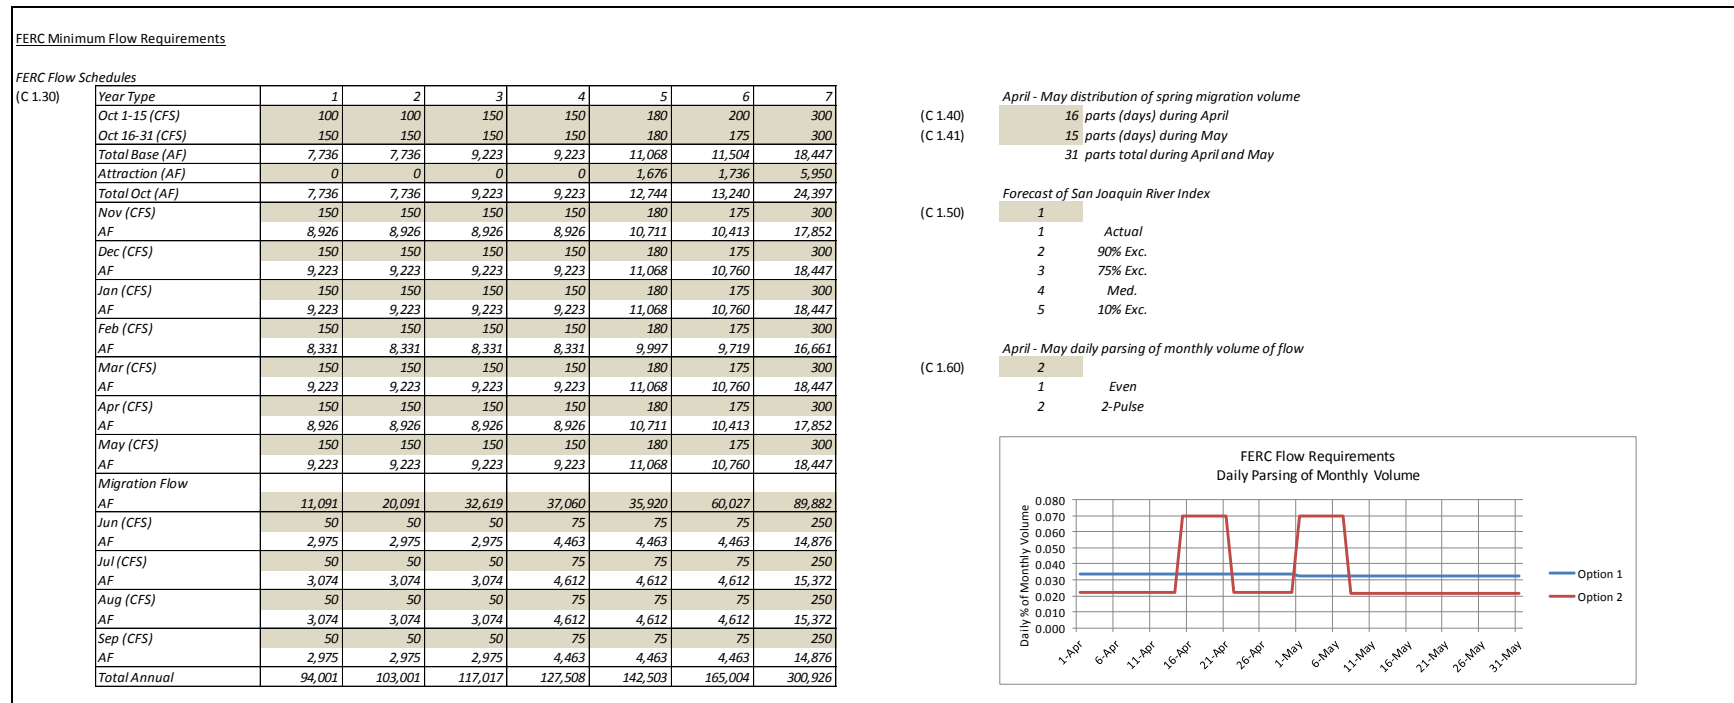 FERC Minimum Flow Requirements
FERC Flow Schedules
(C 1.30) Year Type 1 2 3 4 5 6 7
Oct 1-15 (CFS) 100 100 150 150 180 200 300
Oct 16-31 (CFS) 150 150 150 150 180 175 300
Total Base (AF) 7,736 7,736 9,223 9,223 11,068 11,504 18,447
Attraction (AF) 0 0 0 0 1,676 1,736 5,950
Total Oct (AF) 7,736 7,736 9,223 9,223 12,744 13,240 24,397
Nov (CFS) 150 150 150 150 180 175 300
AF 8,926 8,926 8,926 8,926 10,711 10,413 17,852
Dec (CFS) 150 150 150 150 180 175 300
AF 9,223 9,223 9,223 9,223 11,068 10,760 18,447
Jan (CFS) 150 150 150 150 180 175 300
AF 9,223 9,223 9,223 9,223 11,068 10,760 18,447
Feb (CFS) 150 150 150 150 180 175 300
AF 8,331 8,331 8,331 8,331 9,997 9,719 16,661
Mar (CFS) 150 150 150 150 180 175 300
AF 9,223 9,223 9,223 9,223 11,068 10,760 18,447
Apr (CFS) 150 150 150 150 180 175 300
AF 8,926 8,926 8,926 8,926 10,711 10,413 17,852
May (CFS) 150 150 150 150 180 175 300
AF 9,223 9,223 9,223 9,223 11,068 10,760 18,447
Migration Flow
AF 11,091 20,091 32,619 37,060 35,920 60,027 89,882
Jun (CFS) 50 50 50 75 75 75 250
AF 2,975 2,975 2,975 4,463 4,463 4,463 14,876
Jul (CFS) 50 50 50 75 75 75 250
AF 3,074 3,074 3,074 4,612 4,612 4,612 15,372
Aug (CFS) 50 50 50 75 75 75 250
AF 3,074 3,074 3,074 4,612 4,612 4,612 15,372
Sep (CFS) 50 50 50 75 75 75 250
AF 2,975 2,975 2,975 4,463 4,463 4,463 14,876
Total Annual 94,001 103,001 117,017 127,508 142,503 165,004 300,926
April - May distribution of spring migration volume
(C 1.40) 16 parts (days) during April
(C 1.41) 15 parts (days) during May
31 parts total during April and May
Forecast of San Joaquin River Index
(C 1.50) 1
1 Actual
2 90% Exc.
3 75% Exc.
4 Med.
5 10% Exc.
April - May daily parsing of monthly volume of flow
(C 1.60) 2
1 Even
2 2-Pulse
FERC Flow Requirements
Daily Parsing of Monthly Volume
Daily % of Monthly Volume
0.080
0.070
0.060
0.050
0.040
0.030
0.020
0.010
0.000
1-Apr 6-Apr 11-Apr 16-Apr 21-Apr 26-Apr 1-May 6-May 11-May 16-May 21-May 26-May 31-May
Option 1
Option 2